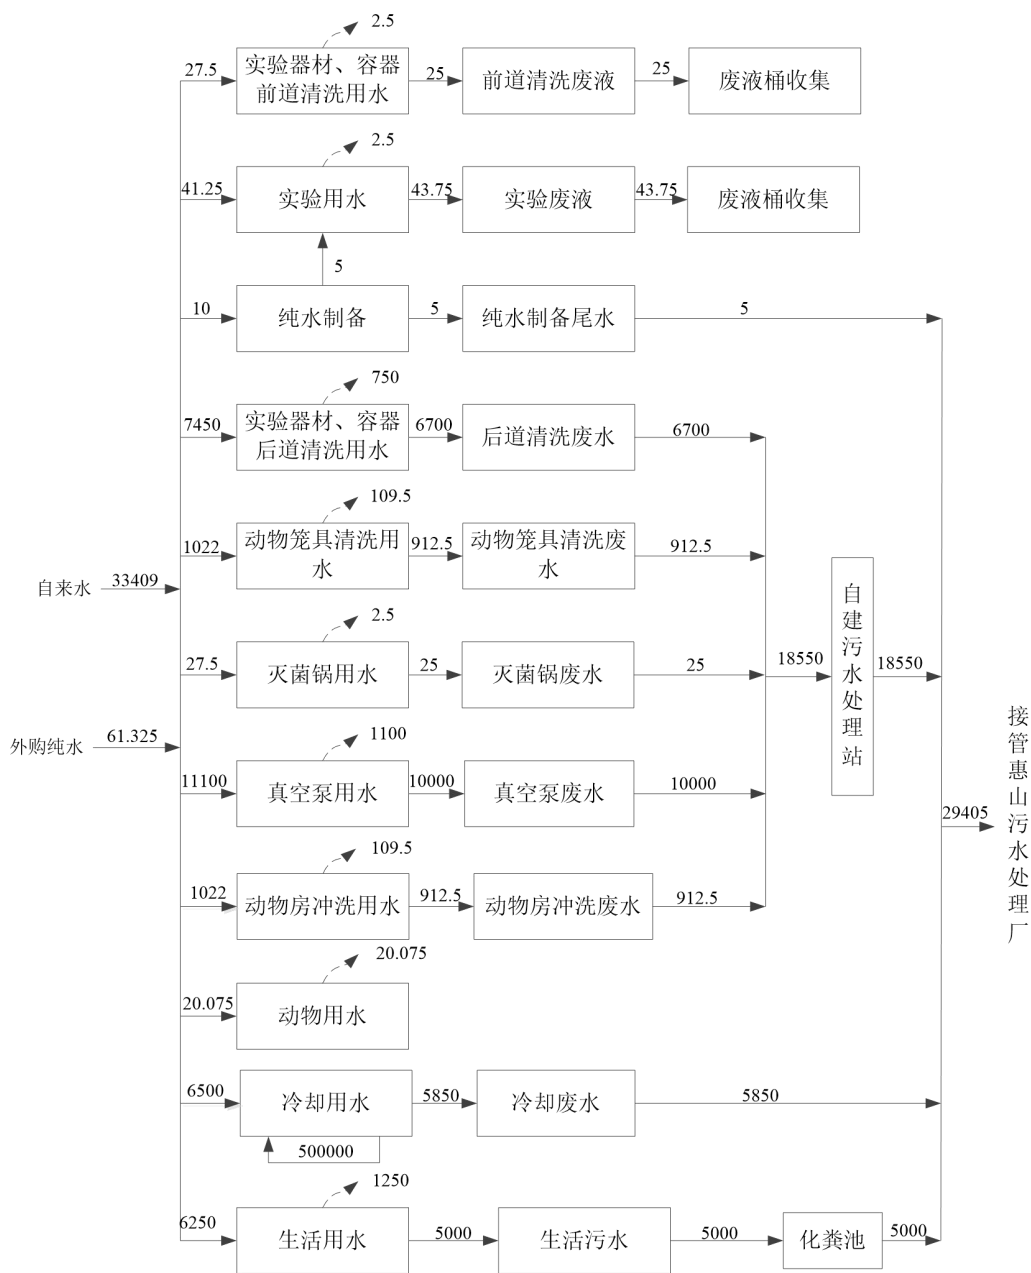 2.5
27.5
实验器材、容器
前道清洗用水
25
前道清洗废液
25
废液桶收集
2.5
41.25
实验用水
43.75
实验废液
43.75
废液桶收集
5
10
纯水制备
5
纯水制备尾水
5
750
7450
实验器材、容器
后道清洗用水
6700
后道清洗废水
6700
109.5
1022
动物笼具清洗用
水
912.5
动物笼具清洗废
水
912.5
自来水
33409
2.5
27.5
灭菌锅用水
25
灭菌锅废水
25
18550
自建污水处理站
18550
外购纯水
61.325
1100
11100
真空泵用水
10000
真空泵废水
10000
29405
接管惠山污水处理厂
109.5
1022
动物房冲洗用水
912.5
动物房冲洗废水
912.5
20.075
20.075
动物用水
6500
冷却用水
5850
冷却废水
5850
500000
1250
6250
生活用水
5000
生活污水
5000
化粪池
5000